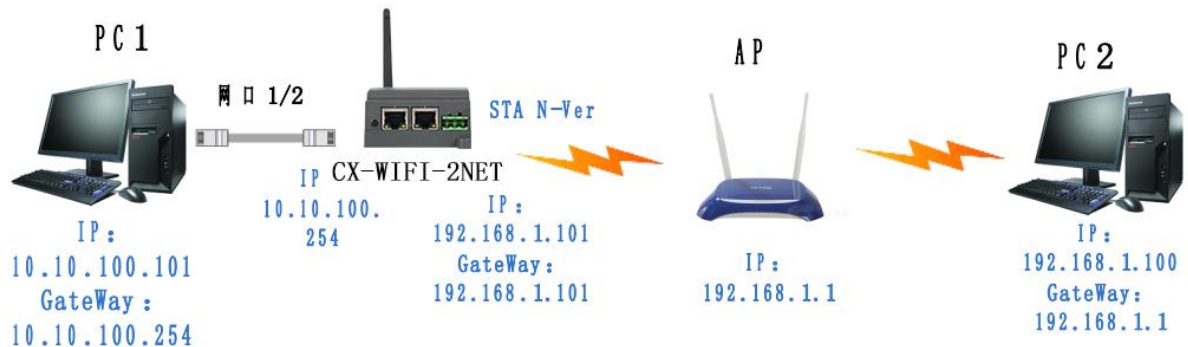 PC1
网口 1/2
STA N-Ver
AP
PC2
IP
10.10.100.
254
CX-WIFI-2NET
IP:
10.10.100.101
GateWay:
10.10.100.254
IP:
192.168.1.101
GateWay:
192.168.1.101
IP:
192.168.1.1
IP:
192.168.1.100
GateWay:
192.168.1.1